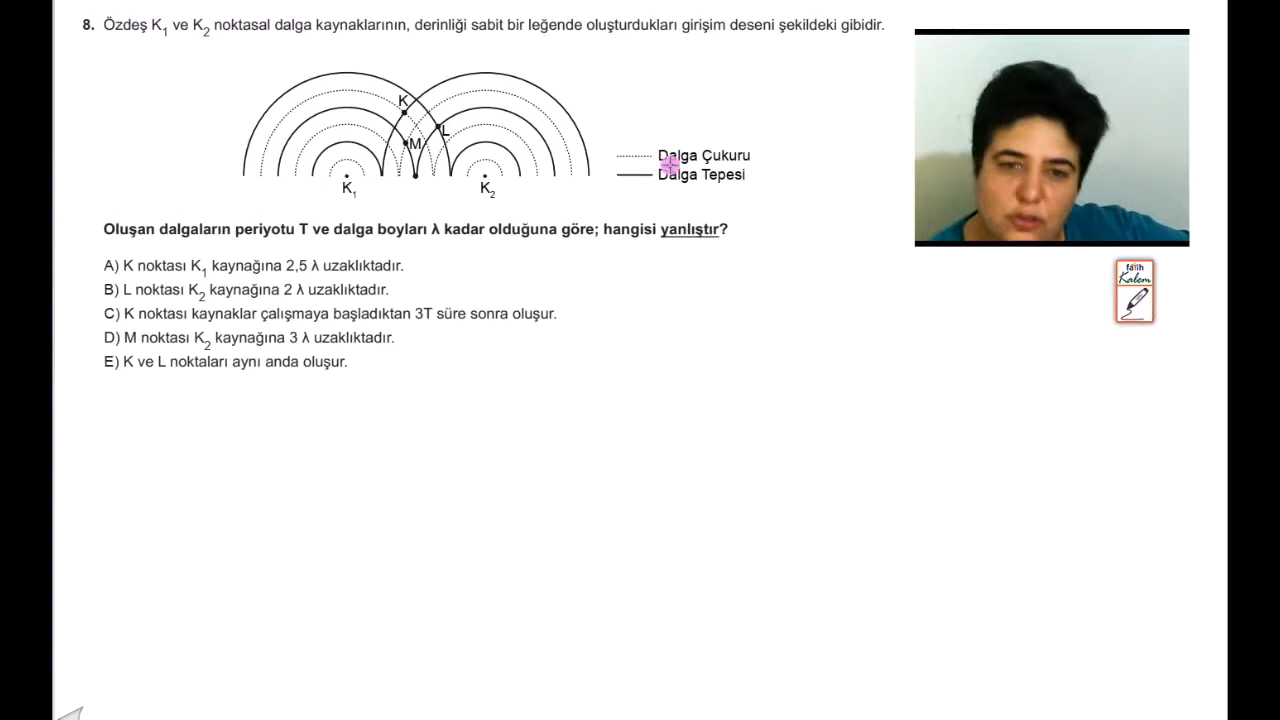 8. Özdeş K1 ve K2 noktasal dalga kaynaklarının, derinliği sabit bir leğende oluşturdukları girişim deseni şekildeki gibidir.
K
L
M
K1
K2
Dalga Çukuru
Dalga Tepesi
Oluşan dalgaların periyotu T ve dalga boyları λ kadar olduğuna göre; hangisi yanlıştır?
A) K noktası K1 kaynağına 2,5 λ uzaklıktadır.
B) L noktası K2 kaynağına 2 λ uzaklıktadır.
C) K noktası kaynaklar çalışmaya başladıktan 3T süre sonra oluşur.
D) M noktası K2 kaynağına 3 λ uzaklıktadır.
E) K ve L noktaları aynı anda oluşur.
fatih
Kalem